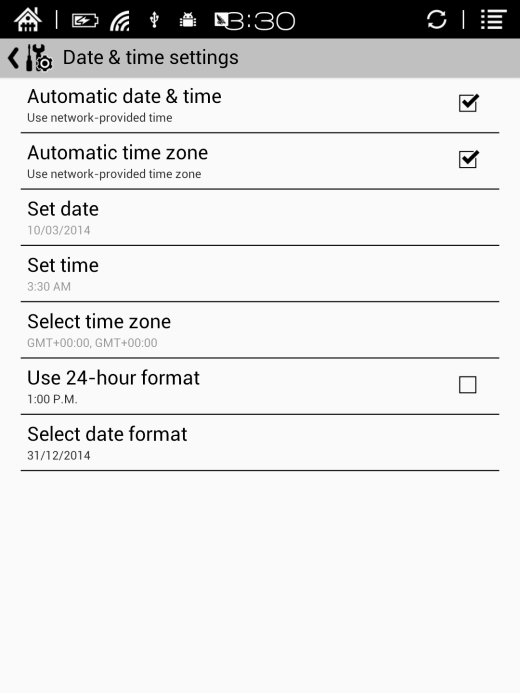 3:30
Date & time settings
Automatic date & time
Use network-provided time
Automatic time zone
Use network-provided time zone
Set date
10/03/2014
Set time
3:30 AM
Select time zone
GMT+00:00, GMT+00:00
Use 24-hour format
1:00 P.M.
Select date format
31/12/2014